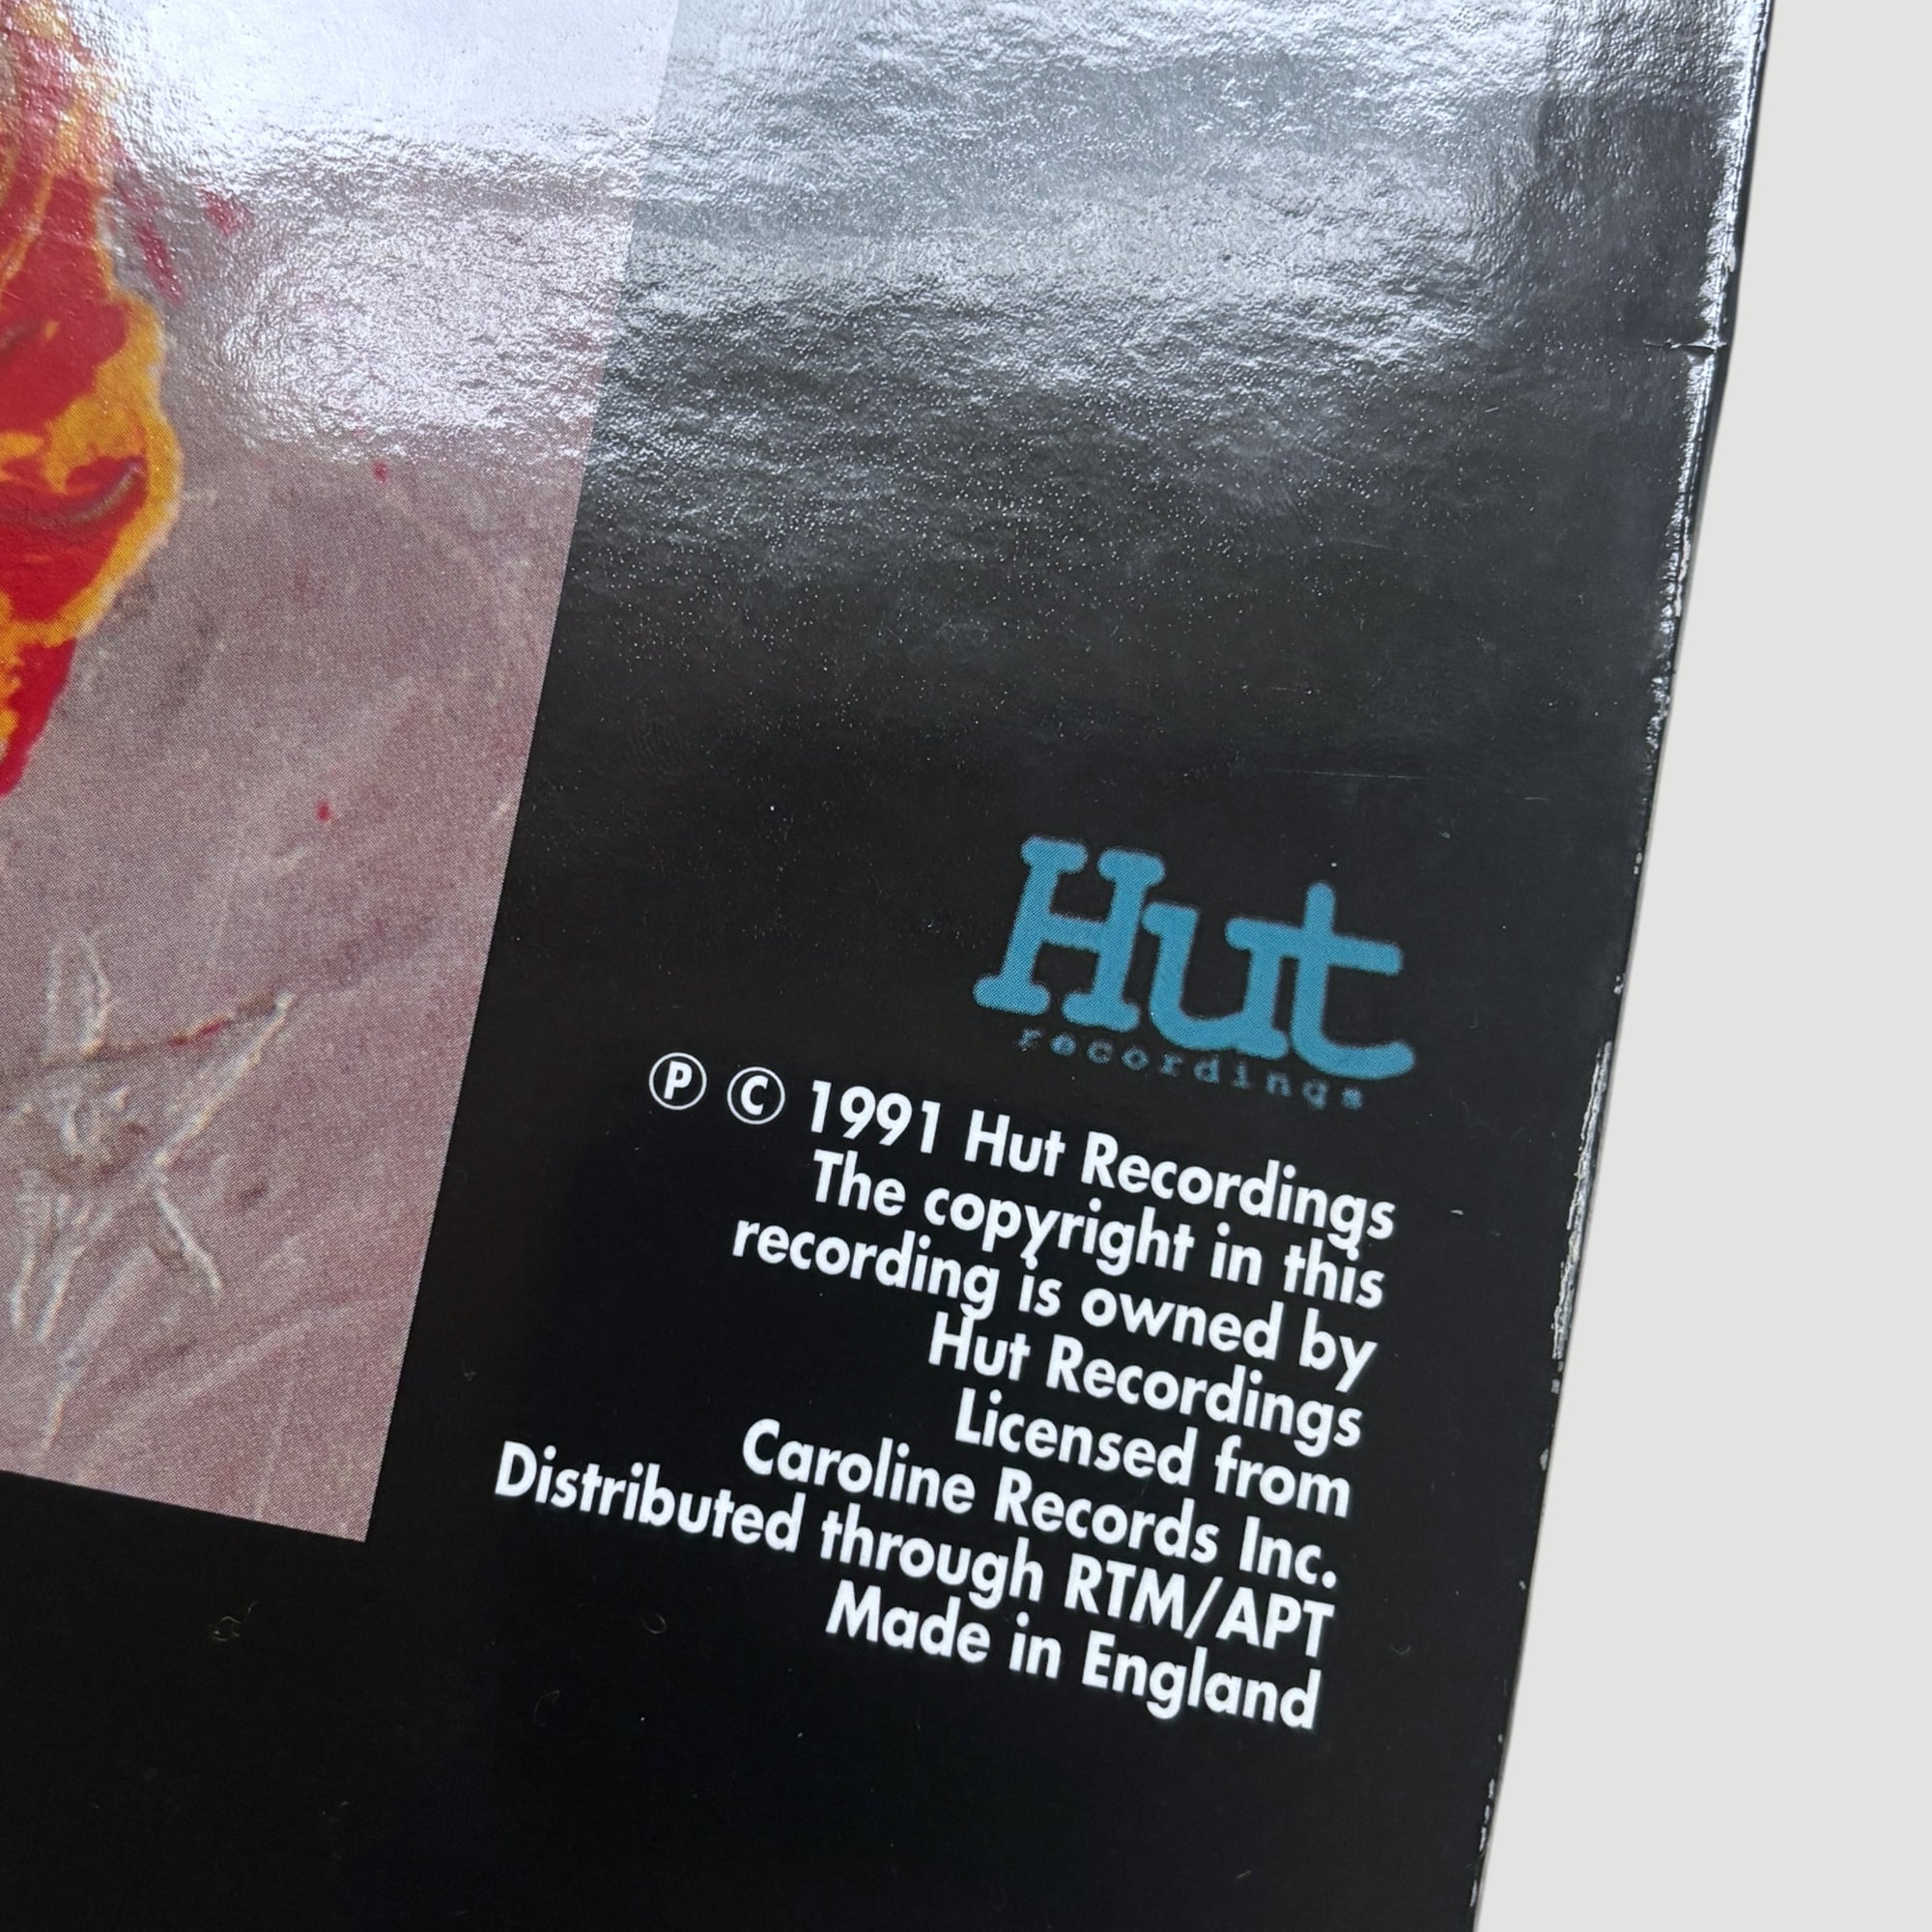 Hut
recordings
Ⓟ © 1991 Hut Recordings
The copyright in this
recording is owned by
Hut Recordings
Licensed from
Caroline Records Inc.
Distributed through RTM/APT
Made in England